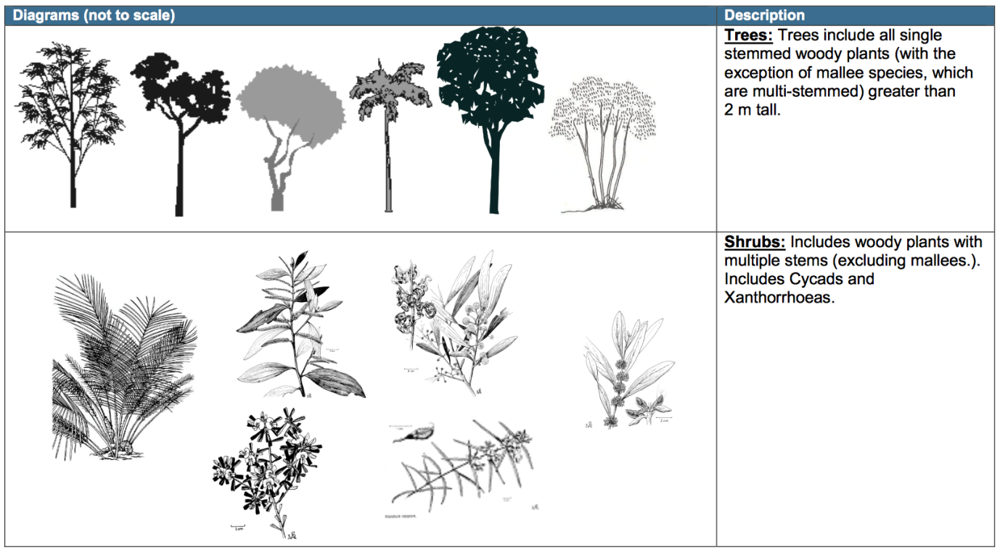 Diagrams (not to scale)
Description
Trees: Trees include all single
stemmed woody plants (with the
exception of mallee species, which
are multi-stemmed) greater than
2 m tall.
Shrubs: Includes woody plants with
multiple stems (excluding mallees.).
Includes Cycads and
Xanthorrhoeas.
2 cm
1cm